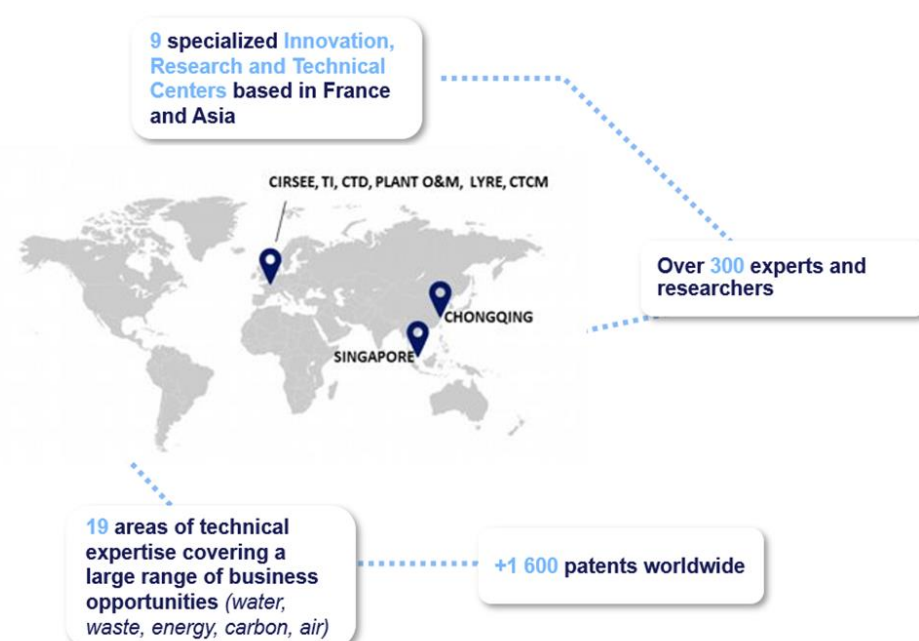 9 specialized Innovation,
Research and Technical
Centers based in France
and Asia
CIRSEE, TI, CTD, PLANT O&M, LYRE, CTCM
Over 300 experts and
researchers
CHONGQING
SINGAPORE
19 areas of technical
expertise covering a
large range of business
opportunities (water,
waste, energy, carbon, air)
+1 600 patents worldwide